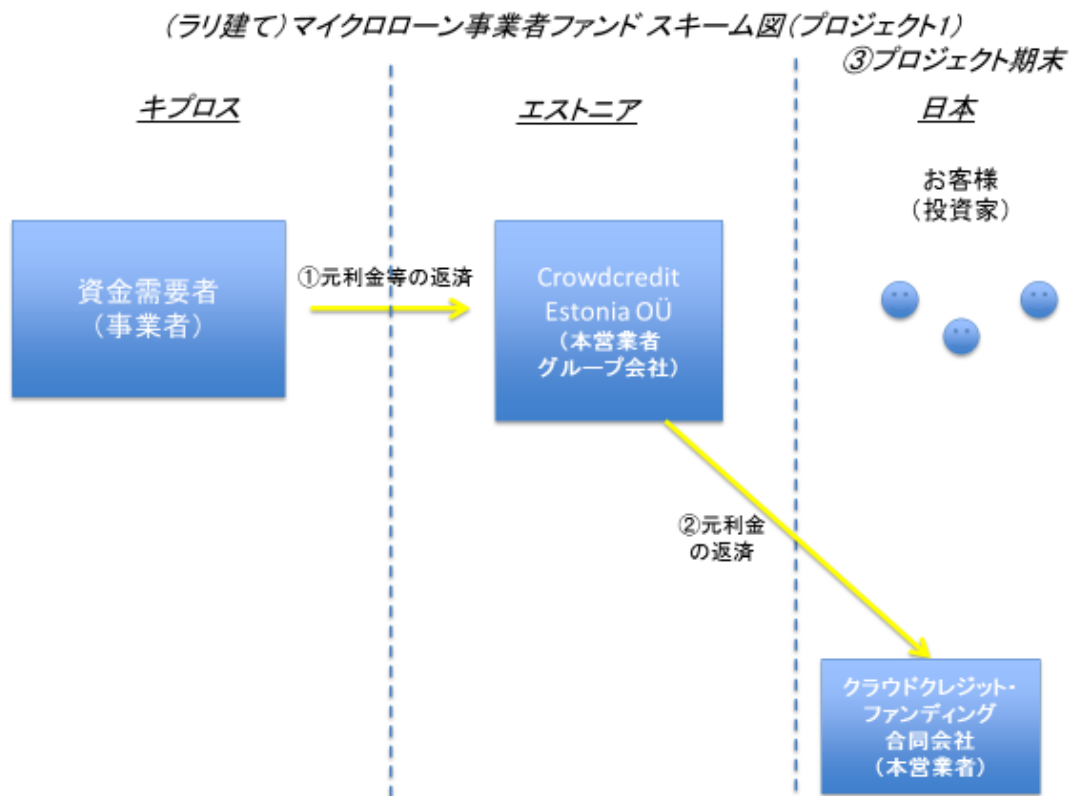 (ラリ建て)マイクロローン事業者ファンド スキーム図(プロジェクト1)
③プロジェクト期末
キプロス
エストニア
日本
お客様
(投資家)
資金需要者
(事業者)
①元利金等の返済
Crowdcredit
Estonia OÜ
(本営業者
グループ会社)
②元利金
の返済
クラウドクレジット・
ファンディング
合同会社
(本営業者)